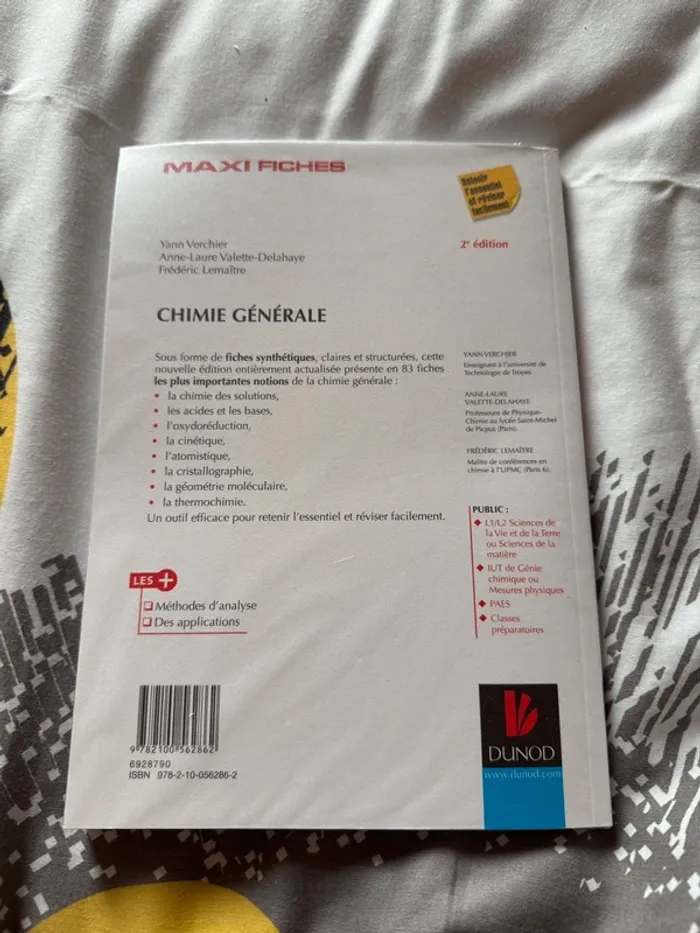 MAXI FICHES
Retenir
l'essentiel
et réviser
facilement
Yann Verchier
Anne-Laure Valette-Delahaye
Frédéric Lemaître
2e édition
CHIMIE GÉNÉRALE
Sous forme de fiches synthétiques, claires et structurées, cette
nouvelle édition entièrement actualisée présente en 83 fiches
les plus importantes notions de la chimie générale :
• la chimie des solutions,
• les acides et les bases,
• l'oxydoréduction,
• la cinétique,
• l'atomistique,
• la cristallographie,
• la géométrie moléculaire,
• la thermochimie.
Un outil efficace pour retenir l'essentiel et réviser facilement.
YANN VERCHIER
Enseignant à l'université de
Technologie de Troyes.
ANNE-LAURE
VALETTE-DELAHAYE
Professeure de Physique-
Chimie au lycée Saint-Michel
de Picpus (Paris).
FRÉDÉRIC LEMAÎTRE
Maître de conférences en
chimie à l'UPMC (Paris 6).
PUBLIC :
◆ L1/L2 Sciences de
la Vie et de la Terre
ou Sciences de la
matière
◆ IUT de Génie
chimique ou
Mesures physiques
◆ PAES
◆ Classes
préparatoires
LES +
❑ Méthodes d'analyse
❑ Des applications
9 782100 562862
6928790
ISBN 978-2-10-056286-2
DUNOD
www.dunod.com